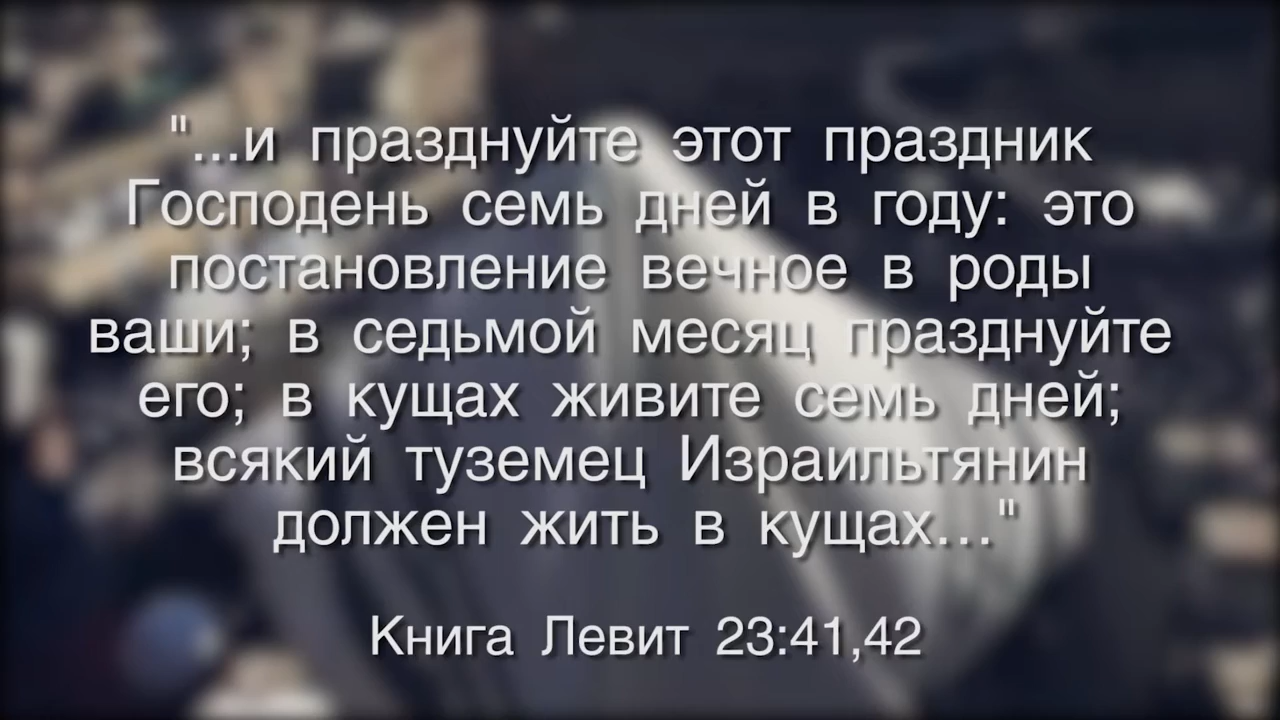 "...и празднуйте этот праздник
Господень семь дней в году: это
постановление вечное в роды
ваши; в седьмой месяц празднуйте
его; в кущах живите семь дней;
всякий туземец Израильтянин
должен жить в кущах…"
Книга Левит 23:41,42